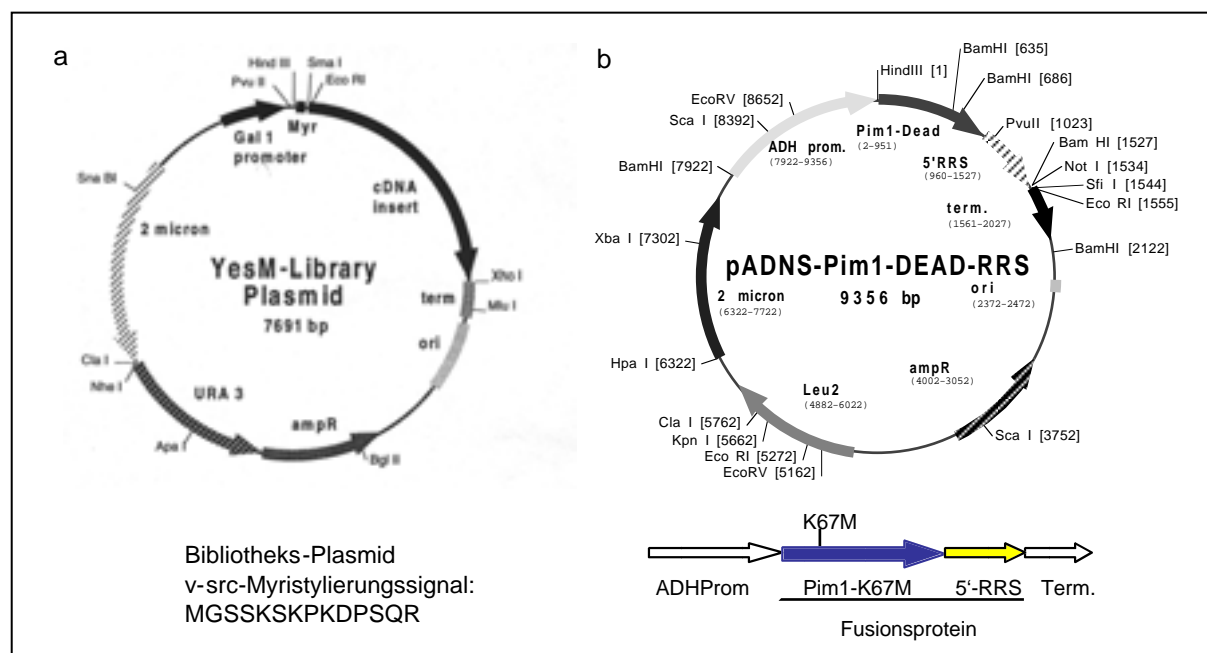 a
Hind III
Sma I
Pvu II
Eco RI
Gal 1
promoter
Myr
cDNA
insert
Sna BI
2 micron
YesM-Library
Plasmid
7691 bp
Xho I
term
Mlu I
ori
Cla I
Nhe I
URA 3
Apa I
ampR
Bgl II
Bibliotheks-Plasmid
v-src-Myristylierungssignal:
MGSSKSKPKDPSQR
b
HindIII [1]
BamHI [635]
BamHI [686]
EcoRV [8652]
Sca I [8392]
ADH prom.
(7922-9356)
Pim1-Dead
(2-951)
PvuII [1023]
5'RRS
(960-1527)
Bam HI [1527]
Not I [1534]
Sfi I [1544]
Eco RI [1555]
BamHI [7922]
term.
(1561-2027)
BamHI [2122]
Xba I [7302]
pADNS-Pim1-DEAD-RRS
2 micron
(6322-7722)
9356 bp
ori
(2372-2472)
Hpa I [6322]
ampR
(4002-3052)
Leu2
(4882-6022)
Cla I [5762]
Kpn I [5662]
Eco RI [5272]
EcoRV [5162]
Sca I [3752]
K67M
ADHProm Pim1-K67M 5‘-RRS Term.
Fusionsprotein